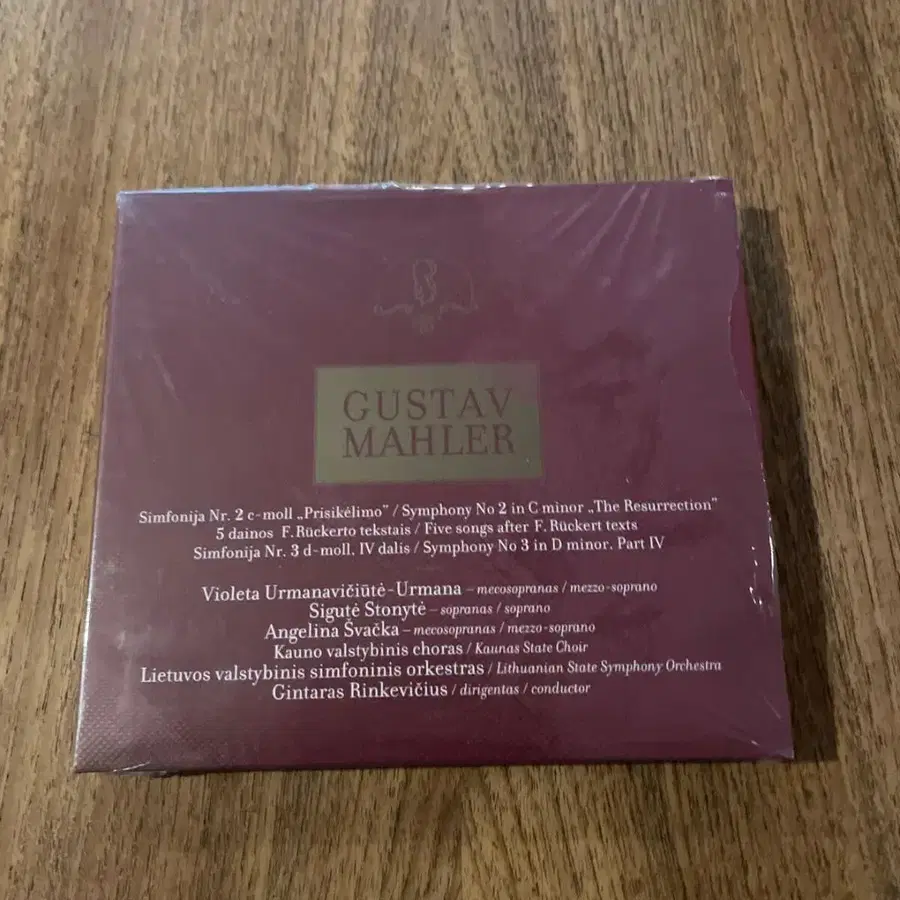 GUSTAV
MAHLER
Simfonija Nr. 2 c-moll „Prisikėlimo” / Symphony No 2 in C minor „The Resurrection”
5 dainos F. Rückerto tekstais / Five songs after F. Rückert texts
Simfonija Nr. 3 d-moll. IV dalis / Symphony No 3 in D minor. Part IV
Violeta Urmanavičiūtė-Urmana – mecosopranas / mezzo-soprano
Sigutė Stonytė – sopranas / soprano
Angelina Švačka – mecosopranas / mezzo-soprano
Kauno valstybinis choras / Kaunas State Choir
Lietuvos valstybinis simfoninis orkestras / Lithuanian State Symphony Orchestra
Gintaras Rinkevičius / dirigentas / conductor